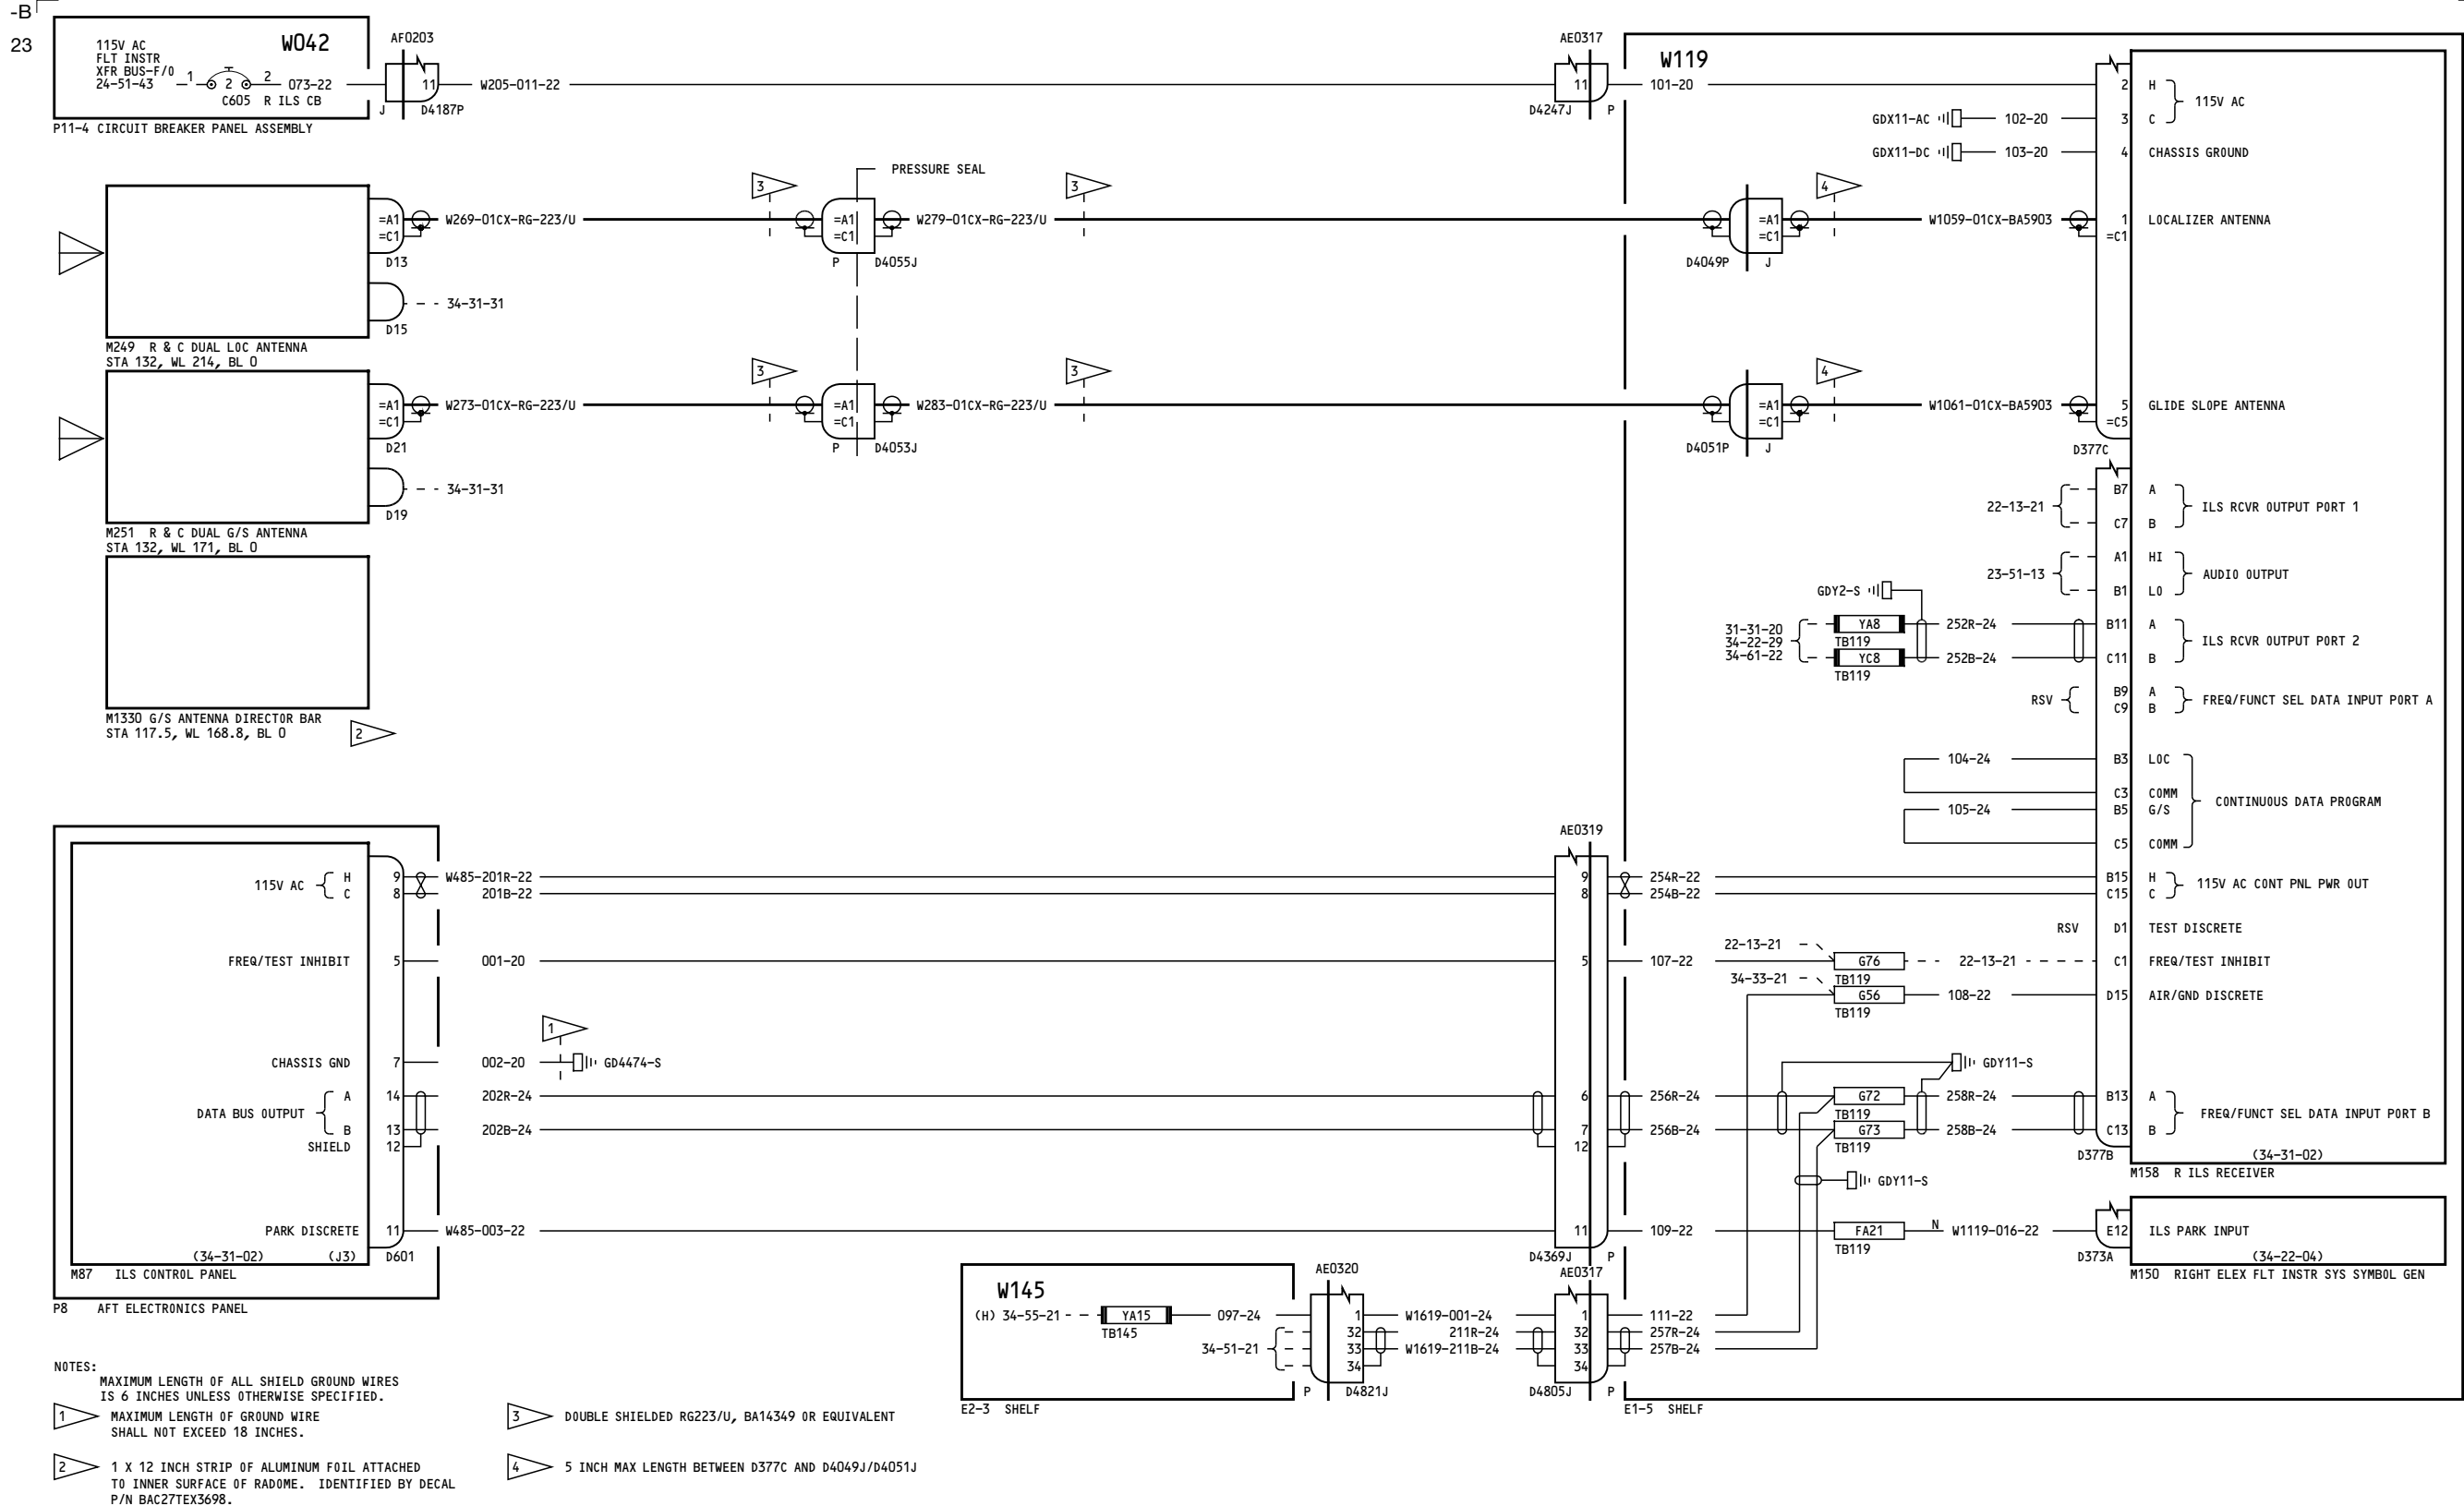 -B
23
W042
115V AC
FLT INSTR
XFR BUS-F/O
24-51-43
1 2 2 073-22
C605 R ILS CB
P11-4 CIRCUIT BREAKER PANEL ASSEMBLY
AF0203
11
J D4187P
W205-011-22
AE0317
11
D4247J P
W119
101-20
2 H
115V AC
GDX11-AC 102-20 3 C
GDX11-DC 103-20 4 CHASSIS GROUND
PRESSURE SEAL
3
3
4
=A1 W269-01CX-RG-223/U =A1 W279-01CX-RG-223/U =A1 W1059-01CX-BA5903 1 LOCALIZER ANTENNA
=C1 =C1 =C1 =C1
D13 P D4055J D4049P J
34-31-31
D15
M249 R & C DUAL LOC ANTENNA
STA 132, WL 214, BL 0
3
3
4
=A1 W273-01CX-RG-223/U =A1 W283-01CX-RG-223/U =A1 W1061-01CX-BA5903 5 GLIDE SLOPE ANTENNA
=C1 =C1 =C1 =C5
D21 P D4053J D4051P J D377C
34-31-31
D19
M251 R & C DUAL G/S ANTENNA
STA 132, WL 171, BL 0
M1330 G/S ANTENNA DIRECTOR BAR
STA 117.5, WL 168.8, BL 0
2
B7 A
22-13-21 ILS RCVR OUTPUT PORT 1
C7 B
A1 HI
23-51-13 AUDIO OUTPUT
B1 LO
GDY2-S
31-31-20
34-22-29
34-61-22
YA8 252R-24 B11 A
TB119 ILS RCVR OUTPUT PORT 2
YC8 252B-24 C11 B
TB119
B9 A
RSV FREQ/FUNCT SEL DATA INPUT PORT A
C9 B
104-24 B3 LOC
C3 COMM
CONTINUOUS DATA PROGRAM
105-24 B5 G/S
C5 COMM
AE0319
115V AC H 9 W485-201R-22 9 254R-22 B15 H 115V AC CONT PNL PWR OUT
C 8 201B-22 8 254B-22 C15 C
RSV D1 TEST DISCRETE
22-13-21
FREQ/TEST INHIBIT 5 001-20 5 107-22 G76 22-13-21 C1 FREQ/TEST INHIBIT
34-33-21 TB119
G56 108-22 D15 AIR/GND DISCRETE
TB119
1
CHASSIS GND 7 002-20 GD4474-S GDY11-S
A 14 202R-24 6 256R-24 G72 258R-24 B13 A
DATA BUS OUTPUT TB119 FREQ/FUNCT SEL DATA INPUT PORT B
B 13 202B-24 7 256B-24 G73 258B-24 C13 B
SHIELD 12 12 TB119 D377B (34-31-02)
M158 R ILS RECEIVER
GDY11-S
PARK DISCRETE 11 W485-003-22 11 109-22 FA21 N W1119-016-22 E12 ILS PARK INPUT
TB119
(34-31-02) (J3) D601 D4369J P D373A (34-22-04)
M87 ILS CONTROL PANEL
M150 RIGHT ELEX FLT INSTR SYS SYMBOL GEN
P8 AFT ELECTRONICS PANEL
W145
AE0320
AE0317
(H) 34-55-21 YA15 097-24 1 W1619-001-24 1 111-22
TB145
32 211R-24 32 257R-24
34-51-21 33 W1619-211B-24 33 257B-24
34 34
P D4821J D4805J P
E2-3 SHELF
E1-5 SHELF
NOTES:
MAXIMUM LENGTH OF ALL SHIELD GROUND WIRES
IS 6 INCHES UNLESS OTHERWISE SPECIFIED.
1 MAXIMUM LENGTH OF GROUND WIRE
SHALL NOT EXCEED 18 INCHES.
2 1 X 12 INCH STRIP OF ALUMINUM FOIL ATTACHED
TO INNER SURFACE OF RADOME. IDENTIFIED BY DECAL
P/N BAC27TEX3698.
3 DOUBLE SHIELDED RG223/U, BA14349 OR EQUIVALENT
4 5 INCH MAX LENGTH BETWEEN D377C AND D4049J/D4051J